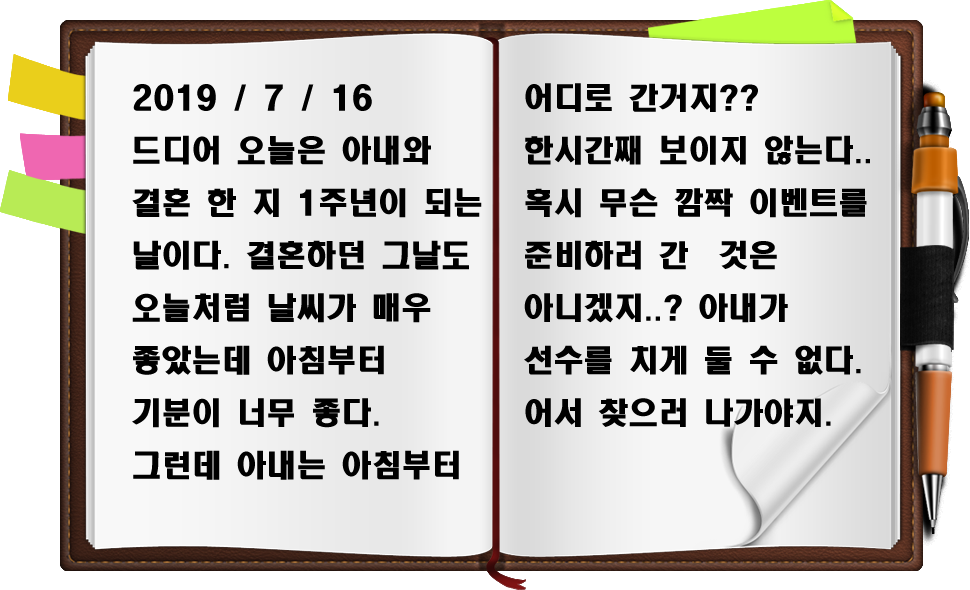 2019 / 7 / 16
드디어 오늘은 아내와
결혼 한 지 1주년이 되는
날이다. 결혼하던 그날도
오늘처럼 날씨가 매우
좋았는데 아침부터
기분이 너무 좋다.
그런데 아내는 아침부터
어디로 간거지??
한시간째 보이지 않는다..
혹시 무슨 깜짝 이벤트를
준비하러 간 것은
아니겠지..? 아내가
선수를 치게 둘 수 없다.
어서 찾으러 나가야지.